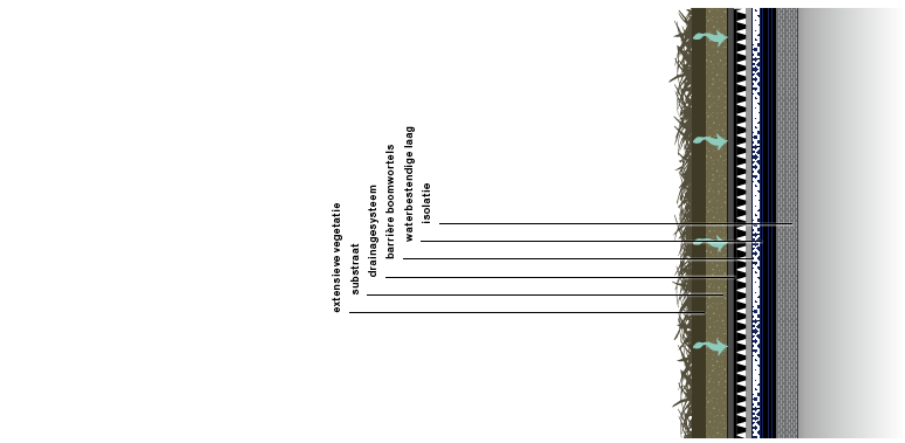 extensieve vegetatie
substraat
drainagesysteem
barrière boomwortels
waterbestendige laag
isolatie